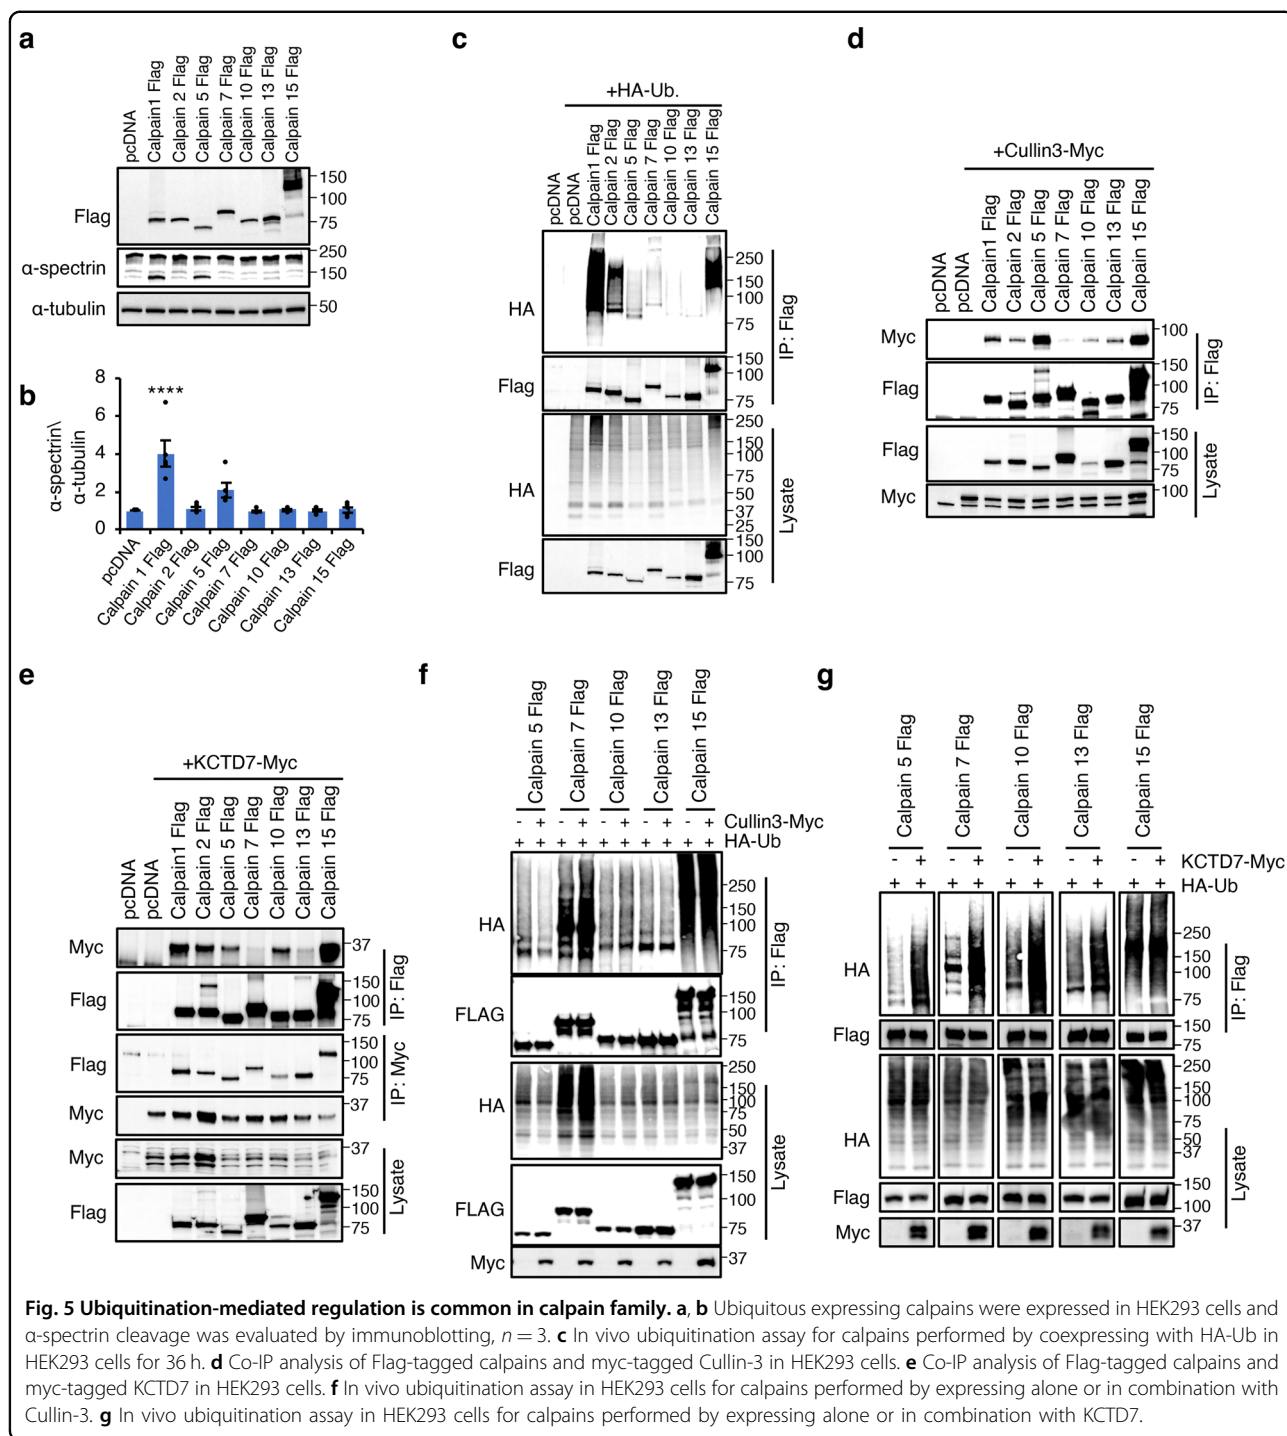 a
pcDNA
Calpain1 Flag
Calpain 2 Flag
Calpain 5 Flag
Calpain 7 Flag
Calpain 10 Flag
Calpain 13 Flag
Calpain 15 Flag
Flag
150
100
75
α-spectrin
250
150
α-tubulin
50
b
α-spectrin\
α-tubulin
8
6
4
2
0
****
pcDNA
Calpain 1 Flag
Calpain 2 Flag
Calpain 5 Flag
Calpain 7 Flag
Calpain 10 Flag
Calpain 13 Flag
Calpain 15 Flag
c
+HA-Ub.
pcDNA
pcDNA
Calpain1 Flag
Calpain 2 Flag
Calpain 5 Flag
Calpain 7 Flag
Calpain 10 Flag
Calpain 13 Flag
Calpain 15 Flag
HA
250
150
100
75
Flag
150
100
75
IP: Flag
HA
250
150
100
75
50
37
25
Flag
150
100
75
Lysate
d
+Cullin3-Myc
pcDNA
pcDNA
Calpain1 Flag
Calpain 2 Flag
Calpain 5 Flag
Calpain 7 Flag
Calpain 10 Flag
Calpain 13 Flag
Calpain 15 Flag
Myc
100
Flag
150
100
75
IP: Flag
Flag
150
100
75
Myc
100
Lysate
e
+KCTD7-Myc
pcDNA
pcDNA
Calpain1 Flag
Calpain 2 Flag
Calpain 5 Flag
Calpain 7 Flag
Calpain 10 Flag
Calpain 13 Flag
Calpain 15 Flag
Myc
37
Flag
150
100
75
IP: Flag
Flag
150
100
75
Myc
37
IP: Myc
Myc
37
Flag
150
100
75
Lysate
f
Calpain 5 Flag
Calpain 7 Flag
Calpain 10 Flag
Calpain 13 Flag
Calpain 15 Flag
- + - + - + - + - + Cullin3-Myc
+ + + + + + + + + + HA-Ub
HA
250
150
100
75
FLAG
150
100
75
IP: Flag
HA
250
150
100
75
50
37
FLAG
150
100
75
Myc
37
Lysate
g
Calpain 5 Flag
Calpain 7 Flag
Calpain 10 Flag
Calpain 13 Flag
Calpain 15 Flag
- + - + - + - + - + KCTD7-Myc
+ + + + + + + + + + HA-Ub
HA
250
150
100
75
Flag
150
75
IP: Flag
HA
250
150
100
75
50
37
Flag
150
100
Myc
37
Lysate
Fig. 5 Ubiquitination-mediated regulation is common in calpain family. a, b Ubiquitous expressing calpains were expressed in HEK293 cells and
α-spectrin cleavage was evaluated by immunoblotting, n = 3. c In vivo ubiquitination assay for calpains performed by coexpressing with HA-Ub in
HEK293 cells for 36 h. d Co-IP analysis of Flag-tagged calpains and myc-tagged Cullin-3 in HEK293 cells. e Co-IP analysis of Flag-tagged calpains and
myc-tagged KCTD7 in HEK293 cells. f In vivo ubiquitination assay in HEK293 cells for calpains performed by expressing alone or in combination with
Cullin-3. g In vivo ubiquitination assay in HEK293 cells for calpains performed by expressing alone or in combination with KCTD7.